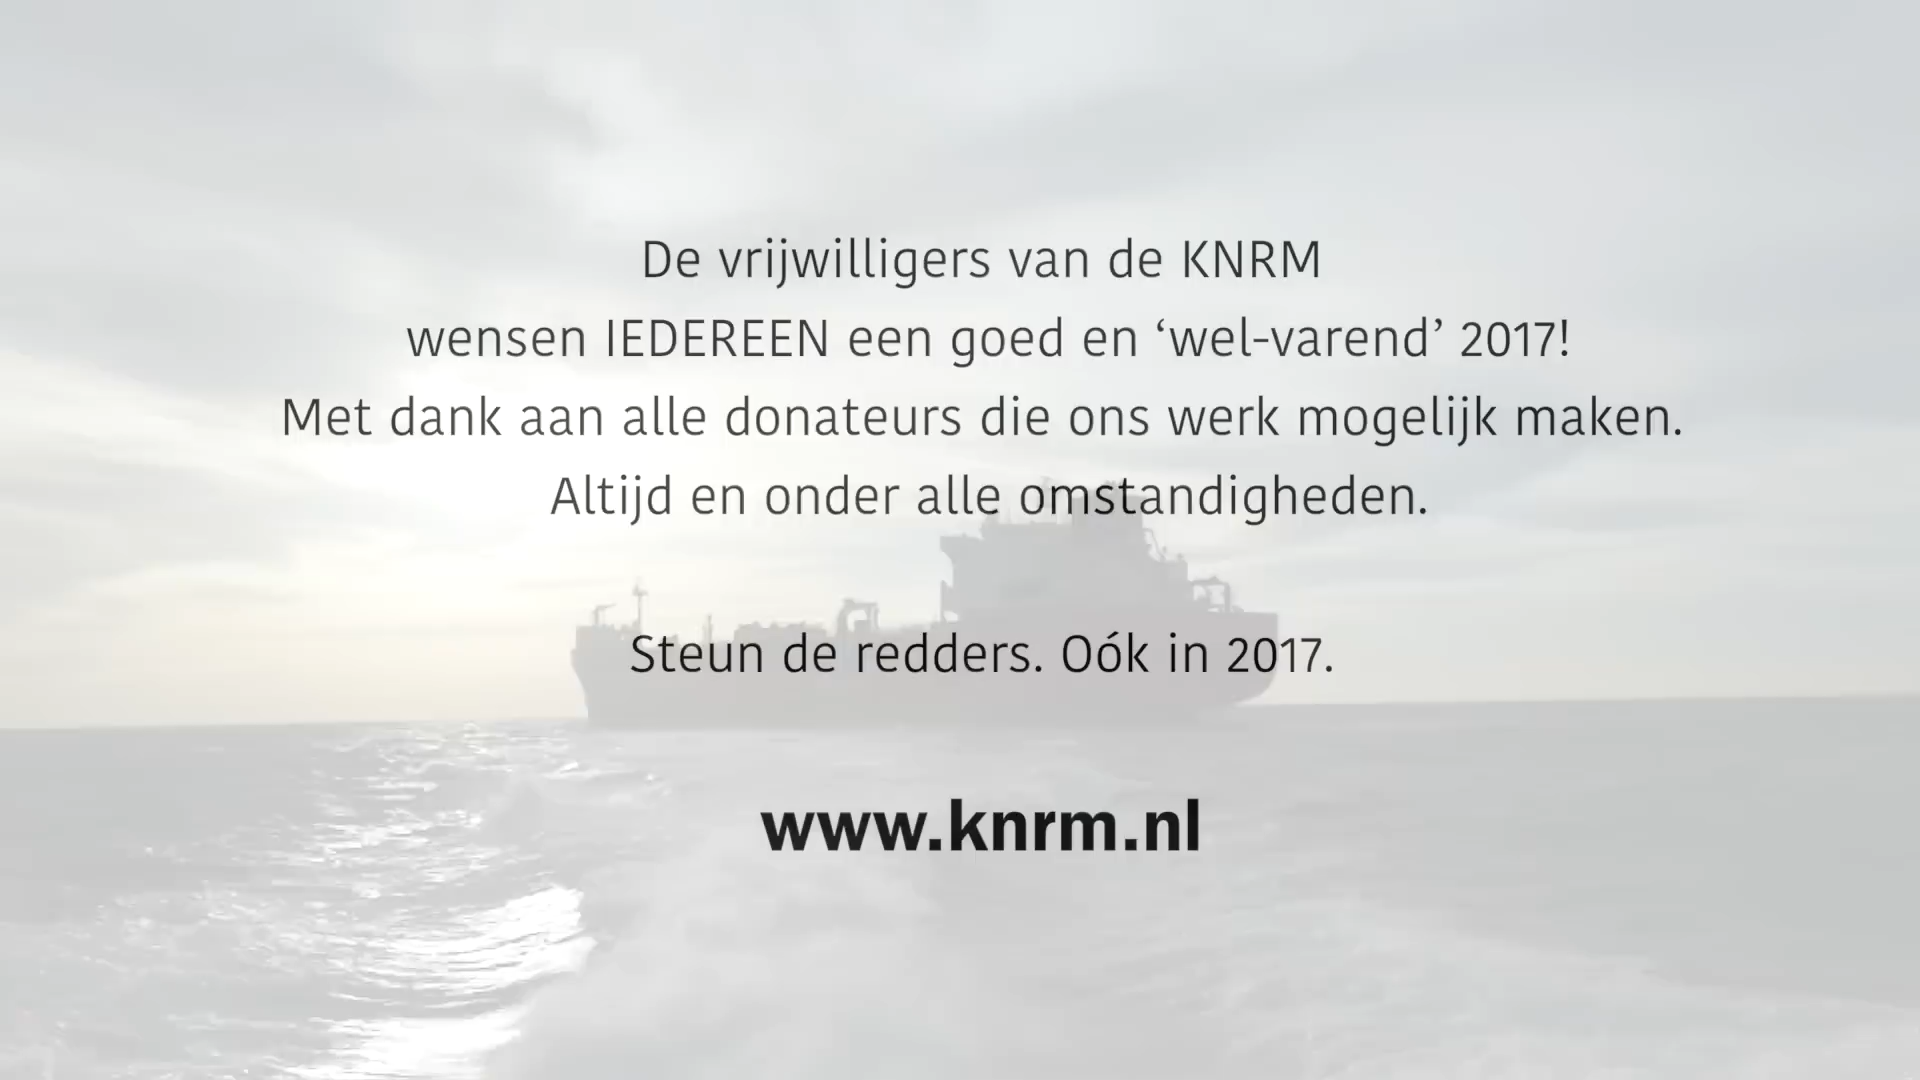 De vrijwilligers van de KNRM
wensen IEDEREEN een goed en ‘wel-varend’ 2017!
Met dank aan alle donateurs die ons werk mogelijk maken.
Altijd en onder alle omstandigheden.
Steun de redders. Oók in 2017.
www.knrm.nl